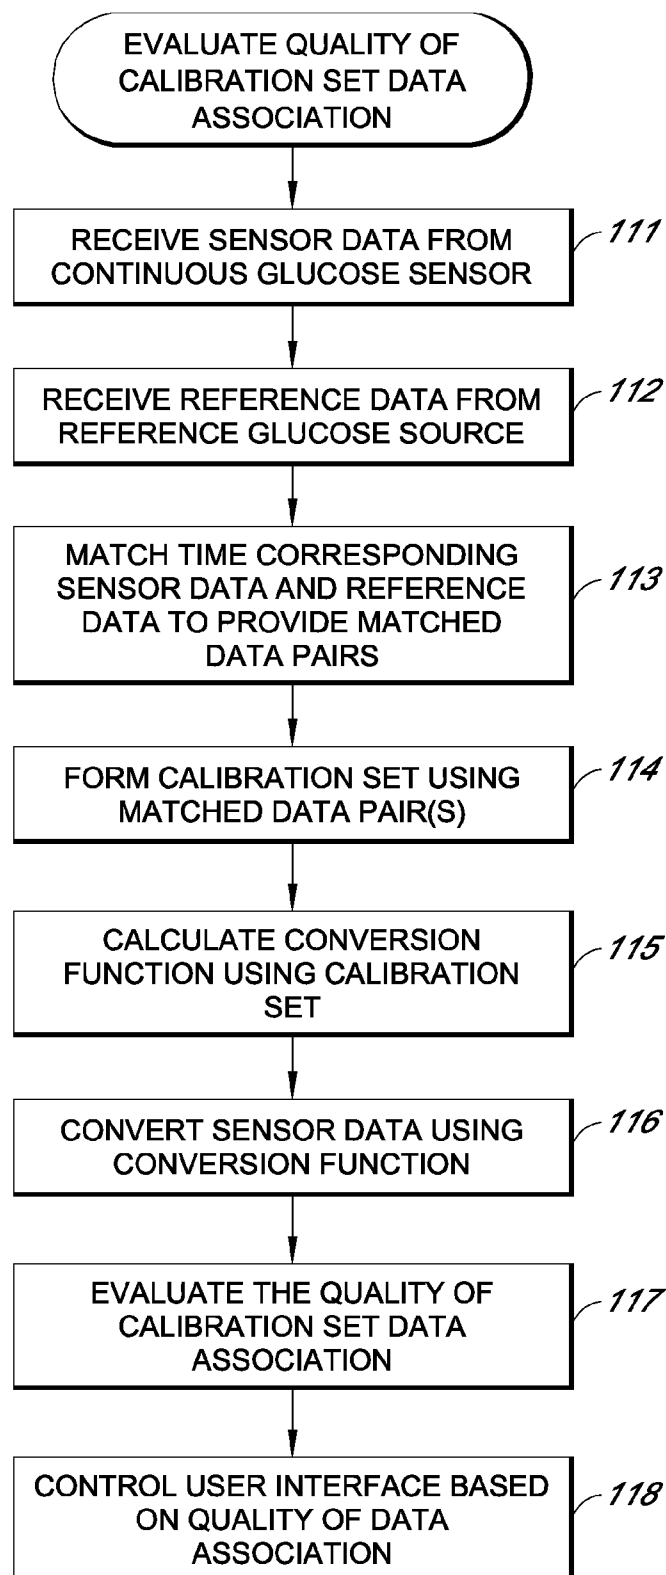 EVALUATE QUALITY OF
CALIBRATION SET DATA
ASSOCIATION
RECEIVE SENSOR DATA FROM
CONTINUOUS GLUCOSE SENSOR
111
RECEIVE REFERENCE DATA FROM
REFERENCE GLUCOSE SOURCE
112
MATCH TIME CORRESPONDING
SENSOR DATA AND REFERENCE
DATA TO PROVIDE MATCHED
DATA PAIRS
113
FORM CALIBRATION SET USING
MATCHED DATA PAIR(S)
114
CALCULATE CONVERSION
FUNCTION USING CALIBRATION
SET
115
CONVERT SENSOR DATA USING
CONVERSION FUNCTION
116
EVALUATE THE QUALITY OF
CALIBRATION SET DATA
ASSOCIATION
117
CONTROL USER INTERFACE BASED
ON QUALITY OF DATA
ASSOCIATION
118